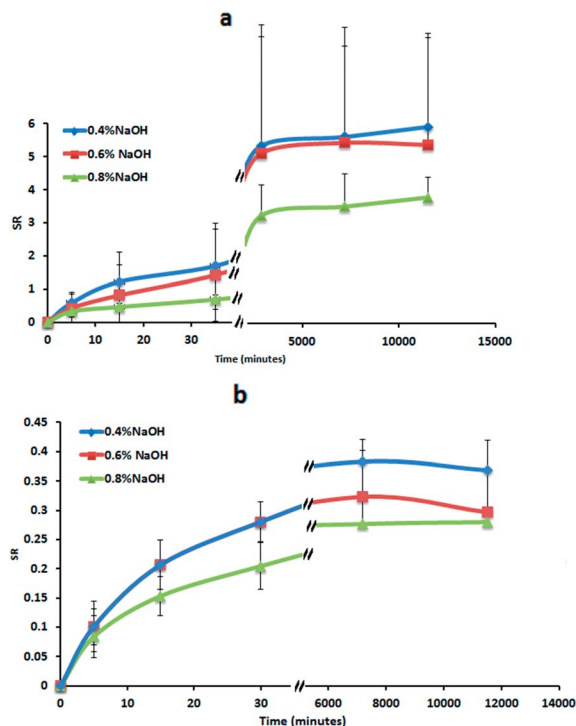 a
0.4%NaOH
0.6% NaOH
0.8%NaOH
6
5
4
3
2
1
0
SR
0 10 20 30 5000 10000 15000
Time (minutes)
b
0.4%NaOH
0.6% NaOH
0.8%NaOH
0.45
0.4
0.35
0.3
0.25
0.2
0.15
0.1
0.05
0
SR
0 10 20 30 6000 8000 10000 12000 14000
Time (minutes)